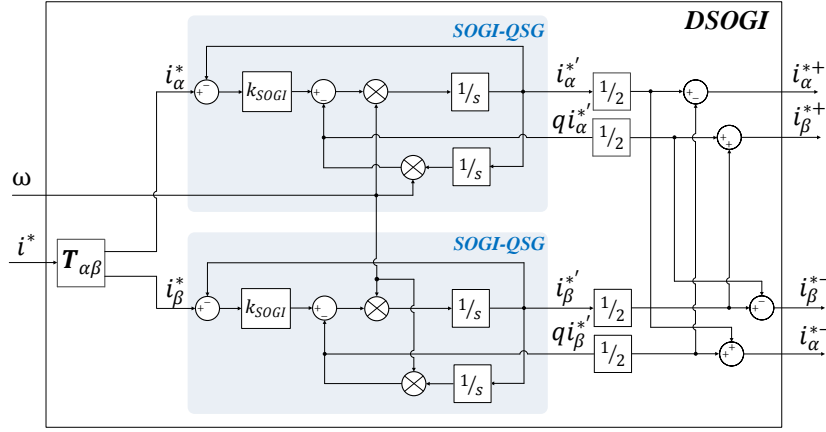 DSOGI
SOGI-QSG
i*α
+ −
kSOGI
+ −
1/s
i*′α
1/2
+ −
i*+α
qi*′α
1/2
+ +
i*+β
1/s
ω
i*
Tαβ
SOGI-QSG
i*β
+ −
kSOGI
+ −
1/s
i*′β
1/2
+ −
i*−β
qi*′β
1/2
+ +
i*−α
1/s